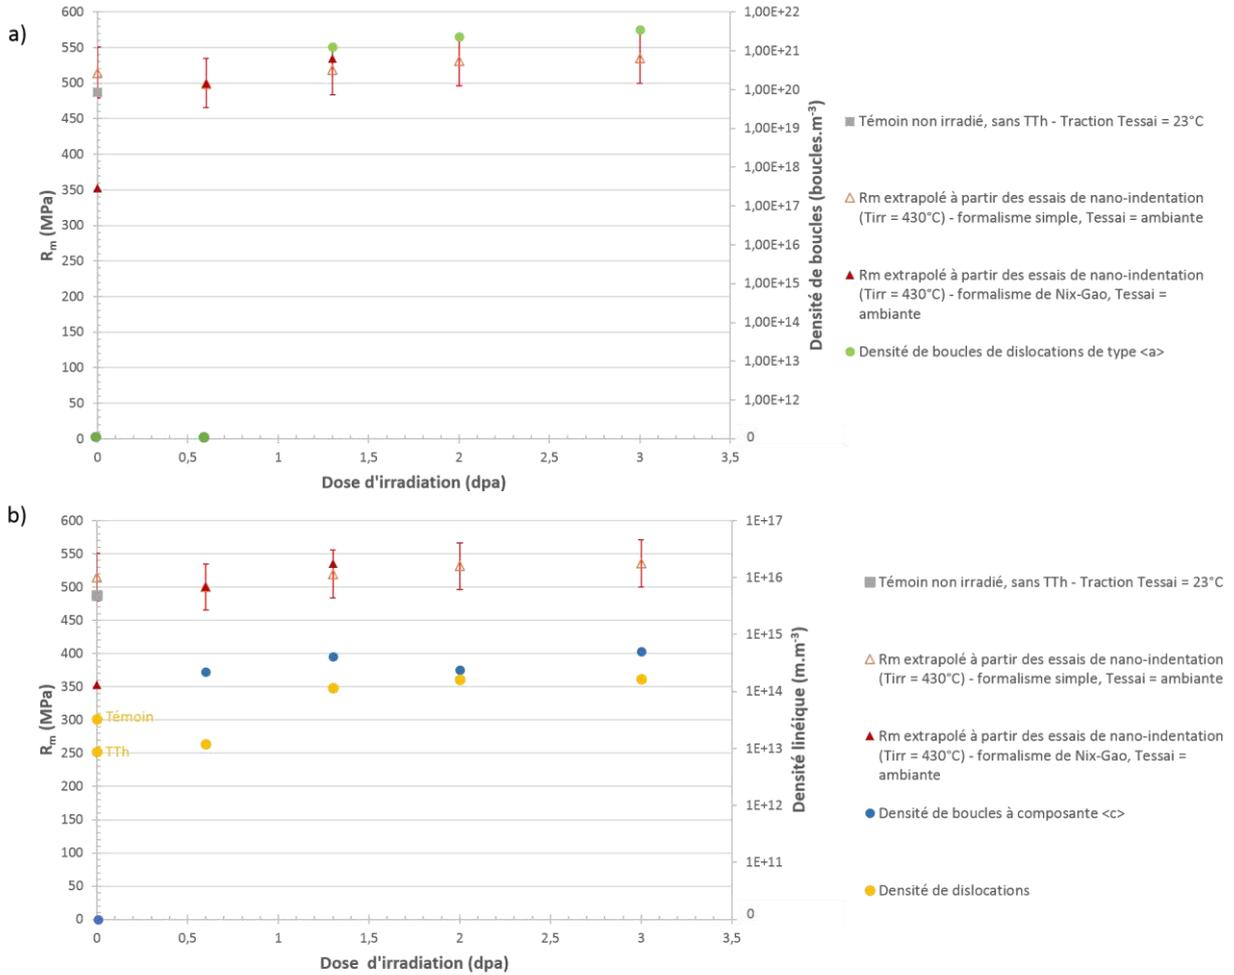 a)
600
550
500
450
400
350
300
250
200
150
100
50
0
R_m (MPa)
0
0,5
1
1,5
2
2,5
3
3,5
Dose d'irradiation (dpa)
1,00E+22
1,00E+21
1,00E+20
1,00E+19
1,00E+18
1,00E+17
1,00E+16
1,00E+15
1,00E+14
1,00E+13
1,00E+12
0
Densité de boucles (boucles.m⁻³)
Témoin non irradié, sans TTh - Traction Tessai = 23°C
Rm extrapolé à partir des essais de nano-indentation
(Tirr = 430°C) - formalisme simple, Tessai = ambiante
Rm extrapolé à partir des essais de nano-indentation
(Tirr = 430°C) - formalisme de Nix-Gao, Tessai =
ambiante
Densité de boucles de dislocations de type <a>
b)
600
550
500
450
400
350
300
250
200
150
100
50
0
R_m (MPa)
Témoin
TTh
0
0,5
1
1,5
2
2,5
3
3,5
Dose d'irradiation (dpa)
1E+17
1E+16
1E+15
1E+14
1E+13
1E+12
1E+11
0
Densité linéique (m.m⁻³)
Témoin non irradié, sans TTh - Traction Tessai = 23°C
Rm extrapolé à partir des essais de nano-indentation
(Tirr = 430°C) - formalisme simple, Tessai = ambiante
Rm extrapolé à partir des essais de nano-indentation
(Tirr = 430°C) - formalisme de Nix-Gao, Tessai =
ambiante
Densité de boucles à composante <c>
Densité de dislocations